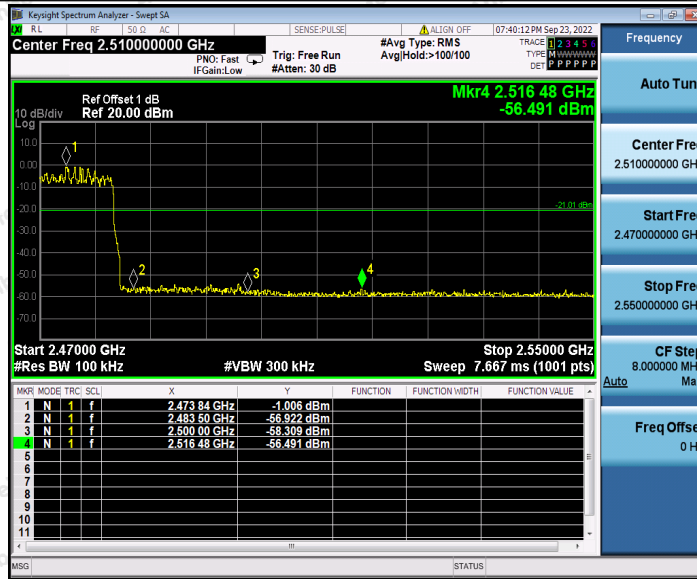 Keysight Spectrum Analyzer - Swept SA
LXI RL RF 50 Ω AC SENSE:PULSE ALIGN OFF 07:40:12 PM Sep 23, 2022
Center Freq 2.510000000 GHz #Avg Type: RMS TRACE 1 2 3 4 5 6
PNO: Fast Trig: Free Run Avg|Hold:>100/100 TYPE M WWWWW
IFGain:Low #Atten: 30 dB DET P P P P P P
Mkr4 2.516 48 GHz
Ref Offset 1 dB
-56.491 dBm
10 dB/div Ref 20.00 dBm
Log
10.0
0.00
-10.0
-20.0
-30.0
-40.0
-50.0
-60.0
-70.0
1
2
3
4
-21.01 dBm
Start 2.47000 GHz Stop 2.55000 GHz
#Res BW 100 kHz #VBW 300 kHz Sweep 7.667 ms (1001 pts)
MKR MODE TRC SCL X Y FUNCTION FUNCTION WIDTH FUNCTION VALUE
1 N 1 f 2.473 84 GHz -1.006 dBm
2 N 1 f 2.483 50 GHz -56.922 dBm
3 N 1 f 2.500 00 GHz -58.309 dBm
4 N 1 f 2.516 48 GHz -56.491 dBm
5
6
7
8
9
10
11
MSG STATUS
Frequency
Auto Tun
Center Fre
2.510000000 GH
Start Fre
2.470000000 GH
Stop Fre
2.550000000 GH
CF Step
8.000000 MH
Auto Ma
Freq Offse
0 H